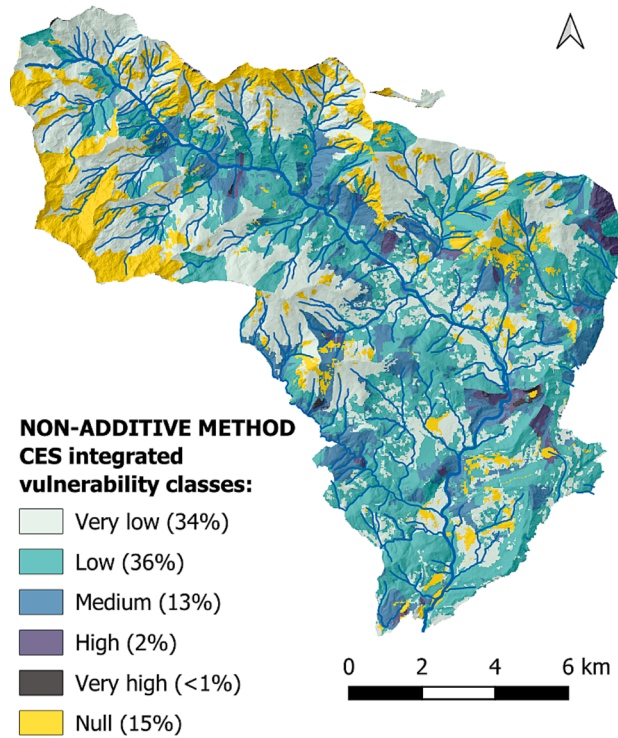 NON-ADDITIVE METHOD
CES integrated
vulnerability classes:
Very low (34%)
Low (36%)
Medium (13%)
High (2%)
Very high (<1%)
Null (15%)
0 2 4 6 km